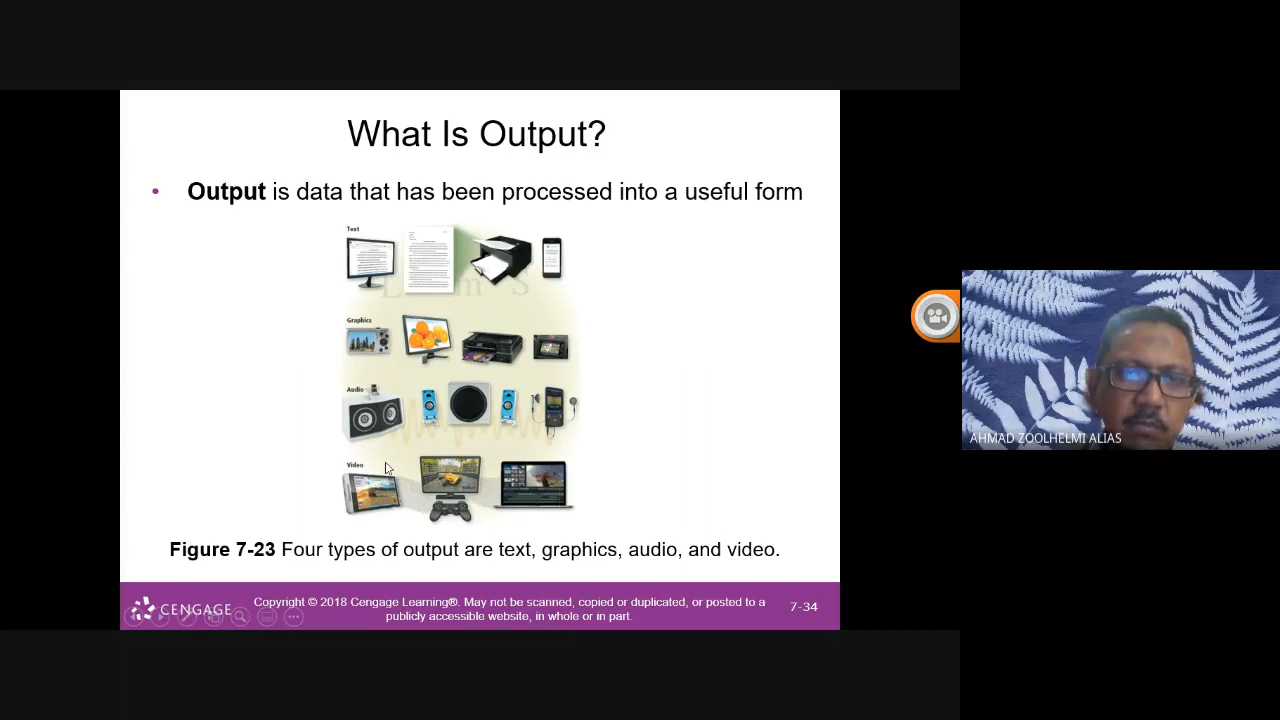 What Is Output?
• Output is data that has been processed into a useful form
Text
Graphics
Audio
Video
Figure 7-23 Four types of output are text, graphics, audio, and video.
CENGAGE
Copyright © 2018 Cengage Learning®. May not be scanned, copied or duplicated, or posted to a
publicly accessible website, in whole or in part.
7-34
AHMAD ZOOLHELMI ALIAS